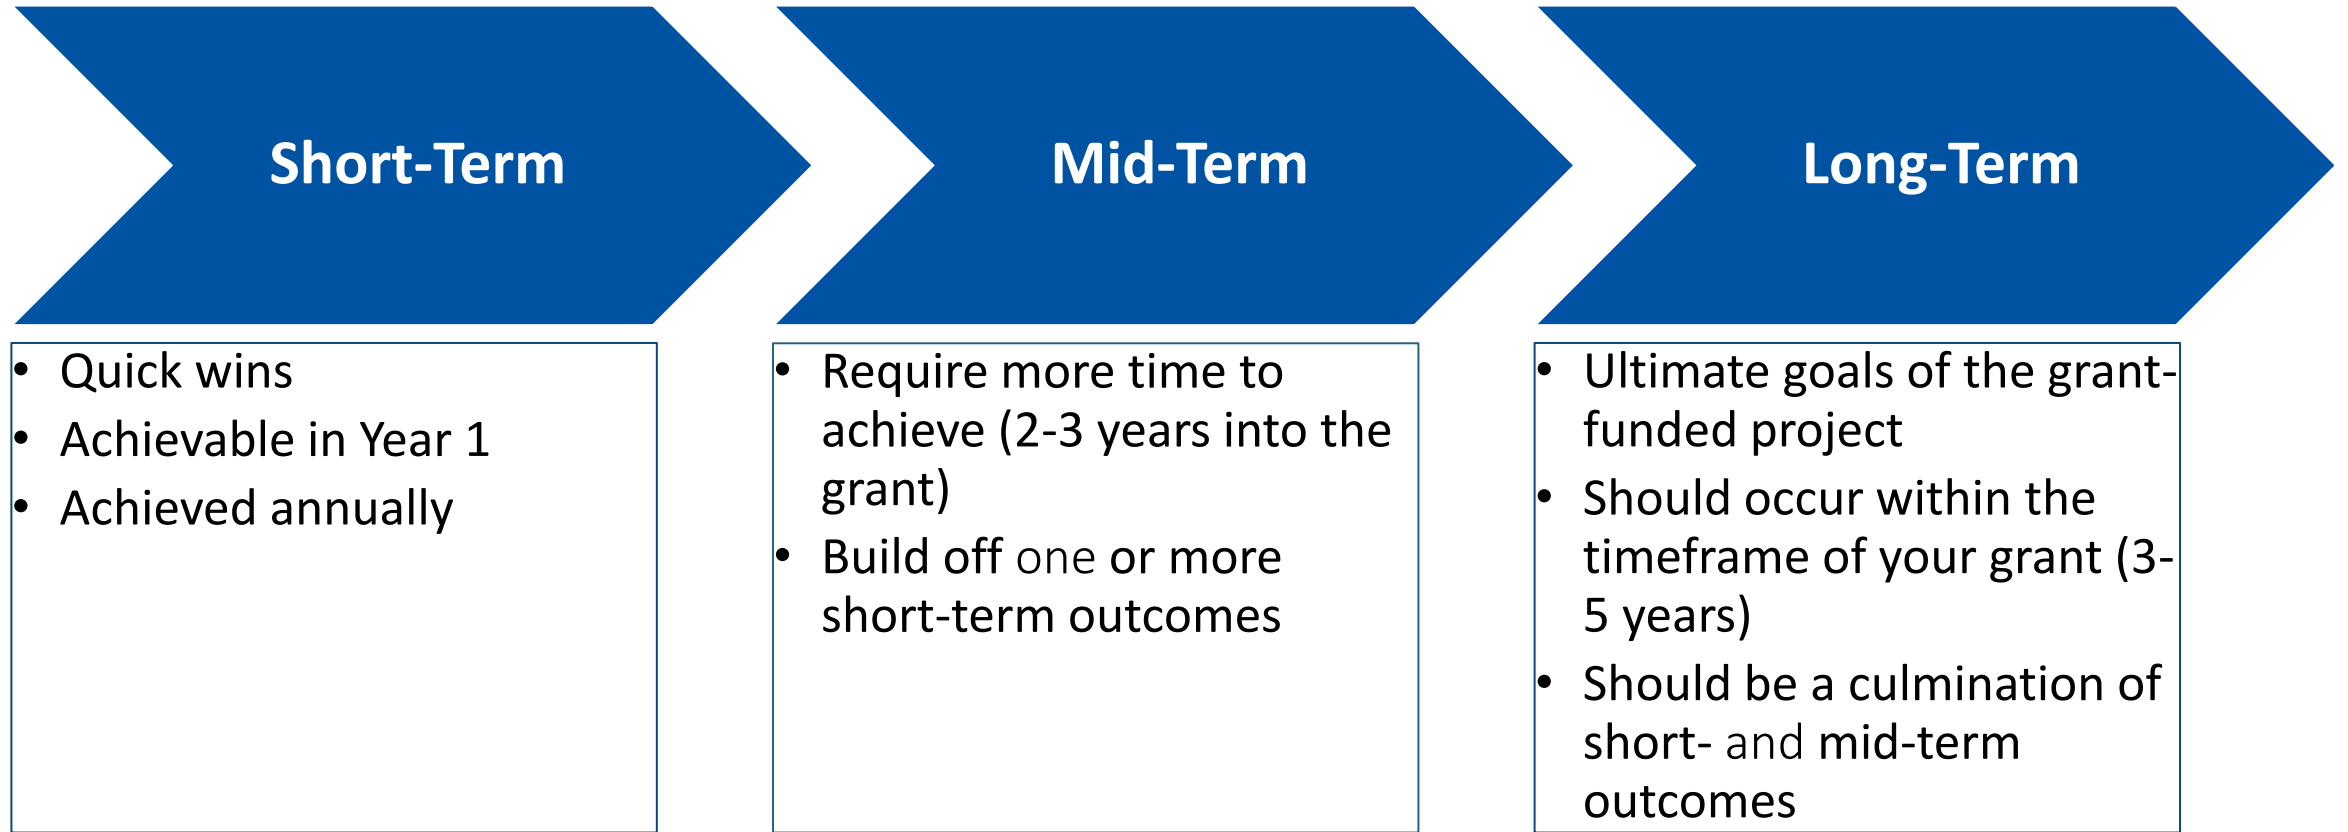 Short-Term
Mid-Term
Long-Term
• Quick wins
• Achievable in Year 1
• Achieved annually
• Require more time to
achieve (2-3 years into the
grant)
• Build off one or more
short-term outcomes
• Ultimate goals of the grant-
funded project
• Should occur within the
timeframe of your grant (3-
5 years)
• Should be a culmination of
short- and mid-term
outcomes